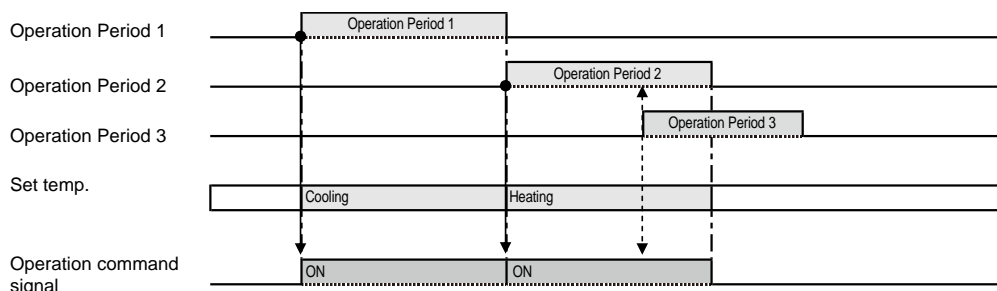 Operation Period 1
Operation Period 1
Operation Period 2
Operation Period 2
Operation Period 3
Operation Period 3
Set temp.
Cooling
Heating
Operation command
signal
ON
ON